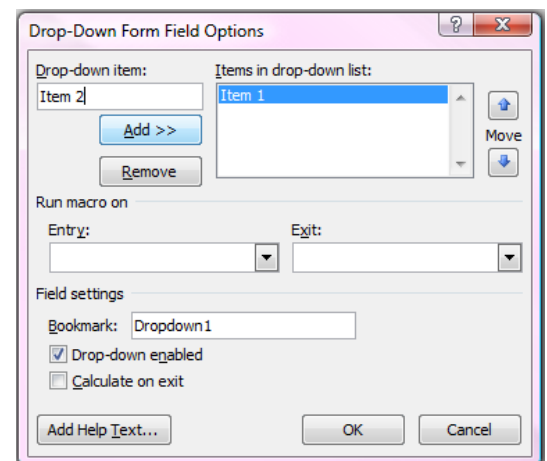 Drop-Down Form Field Options
?
Drop-down item:
Items in drop-down list:
Item 2
Item 1
Add >>
Move
Remove
Run macro on
Entry:
Exit:
Field settings
Bookmark:
Dropdown1
Drop-down enabled
Calculate on exit
Add Help Text...
OK
Cancel